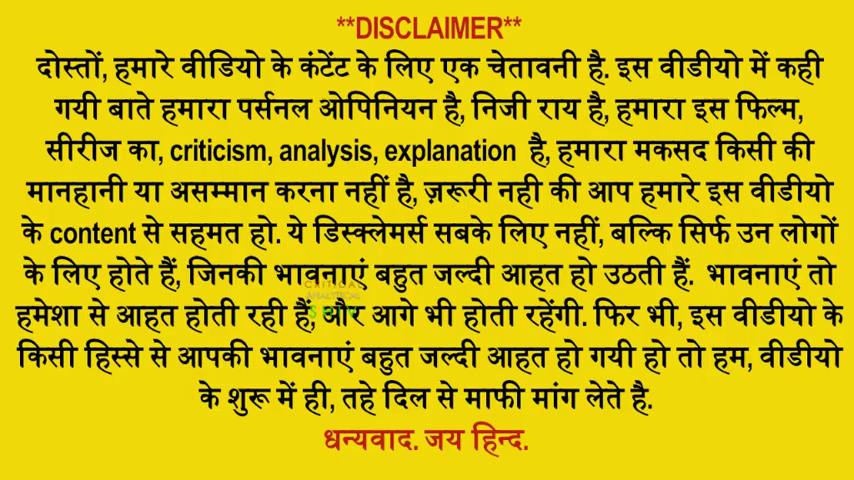 **DISCLAIMER**
दोस्तों, हमारे वीडियो के कंटेंट के लिए एक चेतावनी है. इस वीडीयो में कही
गयी बाते हमारा पर्सनल ओपिनियन है, निजी राय है, हमारा इस फिल्म,
सीरीज का, criticism, analysis, explanation है, हमारा मकसद किसी की
मानहानी या असम्मान करना नहीं है, ज़रूरी नही की आप हमारे इस वीडीयो
के content से सहमत हो. ये डिस्क्लेमर्स सबके लिए नहीं, बल्कि सिर्फ उन लोगों
के लिए होते हैं, जिनकी भावनाएं बहुत जल्दी आहत हो उठती हैं. भावनाएं तो
CRITICAL
ANALYTICAL
हमेशा से आहत होती रही हैं, और आगे भी होती रहेंगी. फिर भी, इस वीडीयो के
किसी हिस्से से आपकी भावनाएं बहुत जल्दी आहत हो गयी हो तो हम, वीडीयो
के शुरू में ही, तहे दिल से माफी मांग लेते है.
धन्यवाद. जय हिन्द.